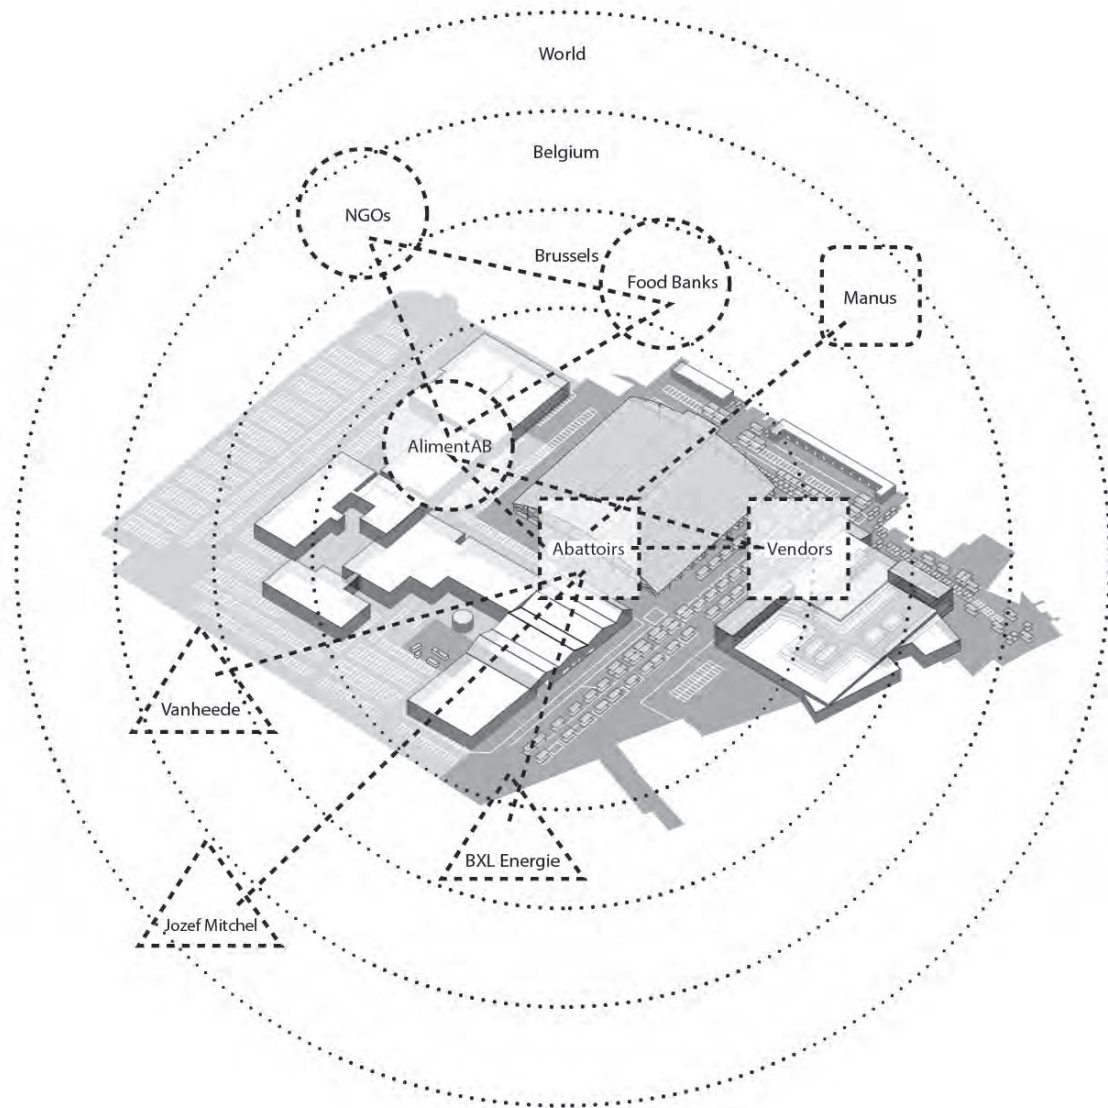 World
Belgium
NGOs
Brussels
Food Banks
Manus
AlimentAB
Abattoirs
Vendors
Vanheede
BXL Energie
Jozef Mitchel